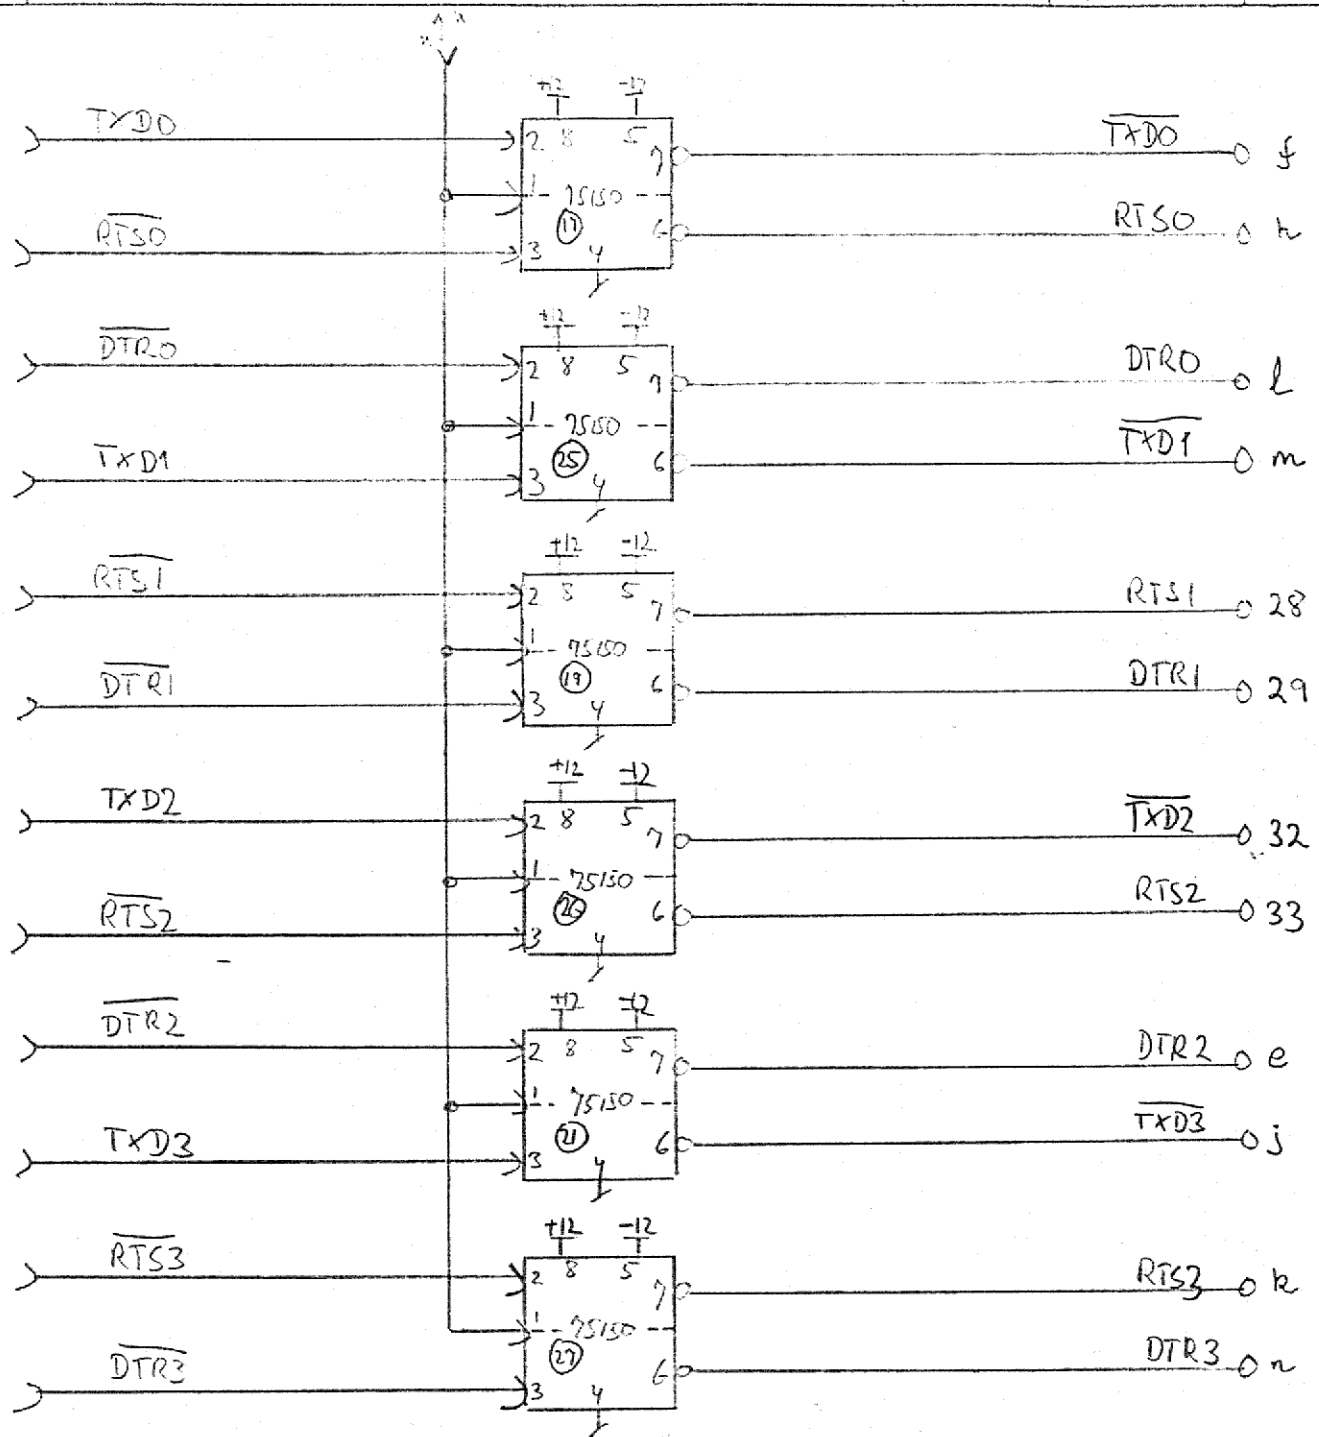 +12 -12
TXD0 2 8 5 7 TXD0 f
1 75150
RTS0 3 17 4 6 RTS0 h
+12 -12
DTR0 2 8 5 7 DTR0 l
1 75150
TXD1 3 25 4 6 TXD1 m
+12 -12
RTS1 2 8 5 7 RTS1 28
1 75150
DTR1 3 4 6 DTR1 29
+12 -12
TXD2 2 8 5 7 TXD2 32
1 75150
RTS2 3 26 4 6 RTS2 33
+12 -12
DTR2 2 8 5 7 DTR2 e
1 75150
TXD3 3 21 4 6 TXD3 j
+12 -12
RTS3 2 8 5 7 RTS3 k
1 75150
DTR3 3 27 4 6 DTR3 n